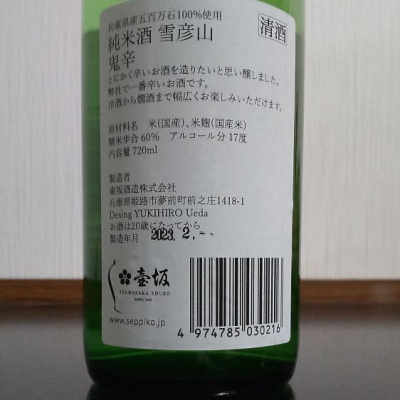 兵庫県産五百万石100%使用
清酒
純米酒 雪彦山
鬼辛
とにかく辛いお酒を造りたいと思い醸しました。
弊社で一番辛いお酒です。
冷酒から燗酒まで幅広くお楽しみいただけます。
原材料名 米(国産)、米麹(国産米)
精米歩合 60% アルコール分 17度
内容量 720ml
製造者
壷坂酒造株式会社
兵庫県姫路市夢前町前之庄1418-1
Desing YUKIHIRO Ueda
お酒は20歳になってから
製造年月 2023.2.--
壺坂
TSUBOSAKA SHUZO
SINCE 1805
www.seppiko.jp
4 974785 030216